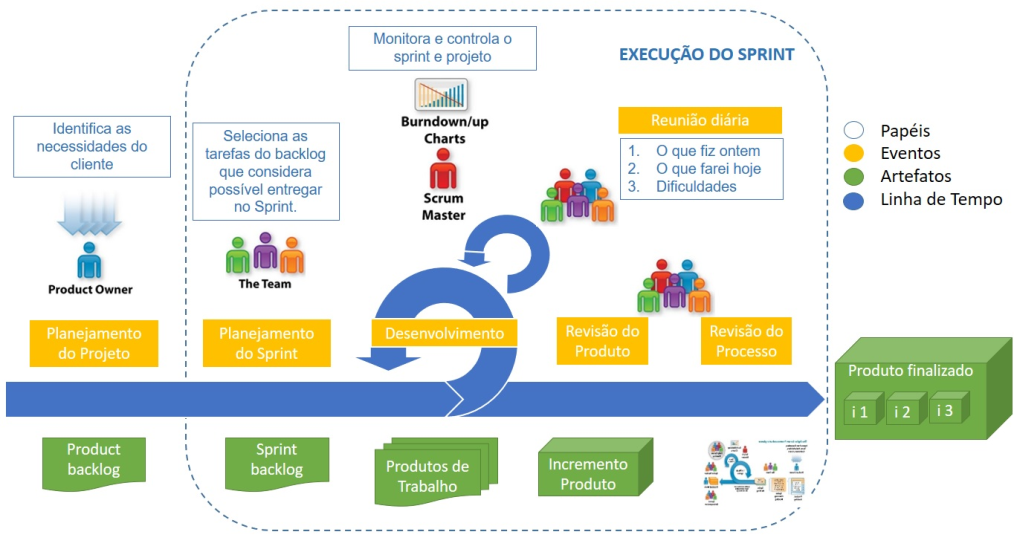 Monitora e controla o
sprint e projeto
EXECUÇÃO DO SPRINT
Burndown/up
Charts
Scrum
Master
Identifica as
necessidades do
cliente
Product Owner
Seleciona as
tarefas do backlog
que considera
possível entregar
no Sprint.
The Team
Reunião diária
1. O que fiz ontem
2. O que farei hoje
3. Dificuldades
Papéis
Eventos
Artefatos
Linha de Tempo
Planejamento
do Projeto
Planejamento
do Sprint
Desenvolvimento
Revisão do
Produto
Revisão do
Processo
Produto finalizado
i 1
i 2
i 3
Product
backlog
Sprint
backlog
Produtos de
Trabalho
Incremento
Produto